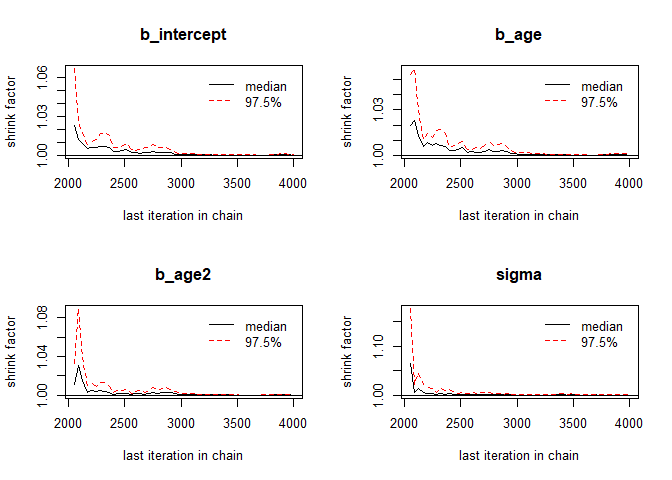 b_intercept
shrink factor
1.00 1.03 1.06
median
97.5%
2000 2500 3000 3500 4000
last iteration in chain
b_age
shrink factor
1.00 1.03
median
97.5%
2000 2500 3000 3500 4000
last iteration in chain
b_age2
shrink factor
1.00 1.04 1.08
median
97.5%
2000 2500 3000 3500 4000
last iteration in chain
sigma
shrink factor
1.00 1.10
median
97.5%
2000 2500 3000 3500 4000
last iteration in chain